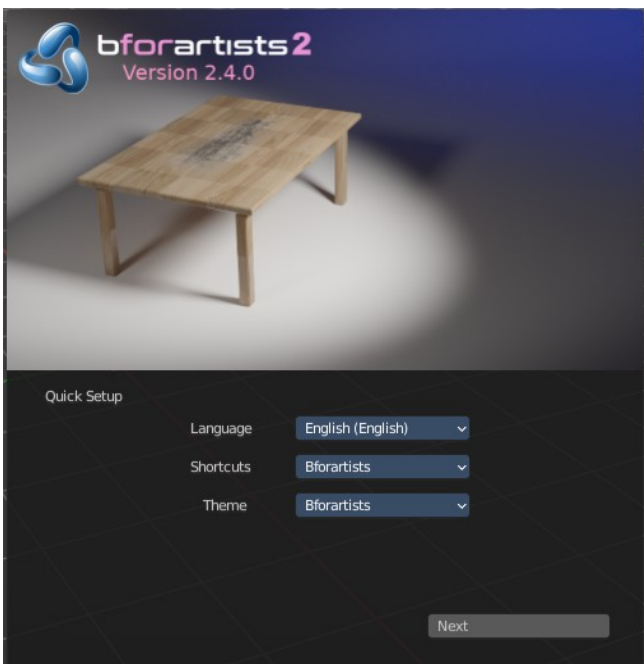 bforartists2
Version 2.4.0
Quick Setup
Language English (English)
Shortcuts Bforartists
Theme Bforartists
Next